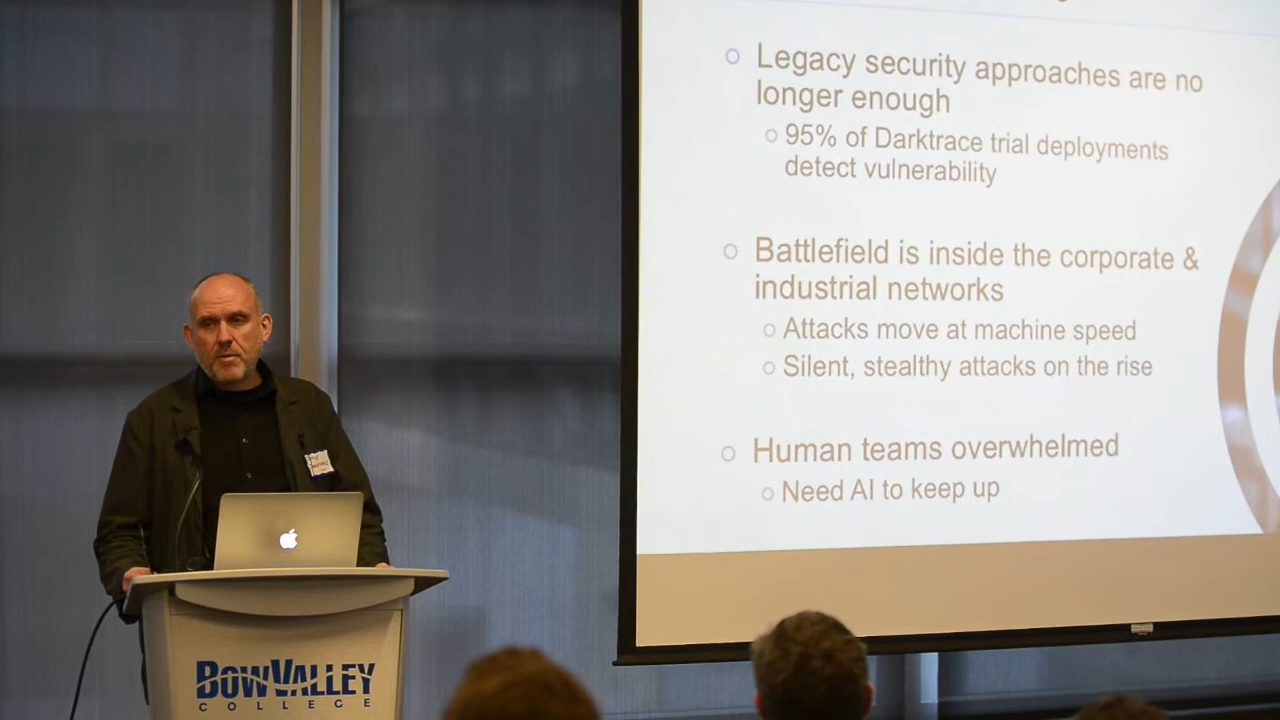 Legacy security approaches are no
longer enough
95% of Darktrace trial deployments
detect vulnerability
Battlefield is inside the corporate &
industrial networks
Attacks move at machine speed
Silent, stealthy attacks on the rise
Human teams overwhelmed
Need AI to keep up
BOWVALLEY
COLLEGE